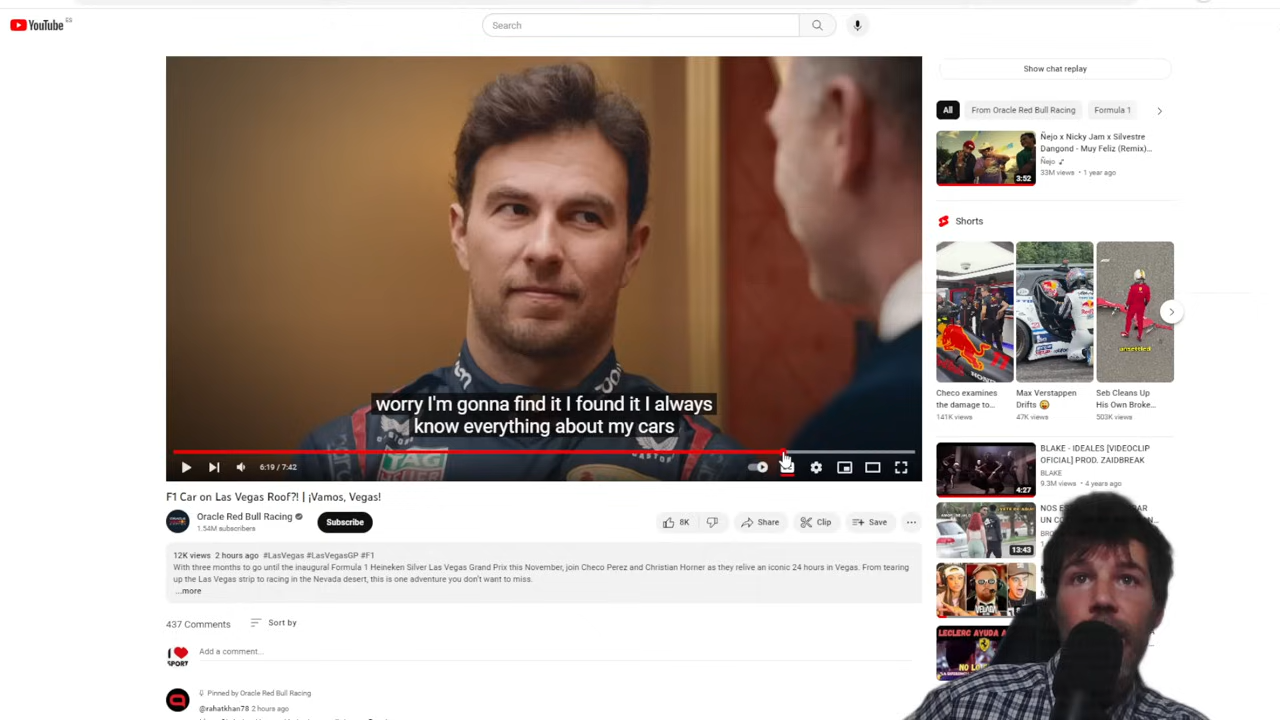 YouTube
ES
Search
Show chat replay
All
From Oracle Red Bull Racing
Formula 1
Ñejo x Nicky Jam x Silvestre
Dangond - Muy Feliz (Remix)...
Ñejo
33M views • 1 year ago
3:52
Shorts
unsettled
Checo examines
the damage to...
141K views
Max Verstappen
Drifts 😄
47K views
Seb Cleans Up
His Own Broke...
503K views
worry I'm gonna find it I found it I always
know everything about my cars
TAG
6:19 / 7:42
F1 Car on Las Vegas Roof?! | ¡Vamos, Vegas!
Oracle Red Bull Racing
1.54M subscribers
Subscribe
8K
Share
Clip
Save
12K views 2 hours ago #LasVegas #LasVegasGP #F1
With three months to go until the inaugural Formula 1 Heineken Silver Las Vegas Grand Prix this November, join Checo Perez and Christian Horner as they relive an iconic 24 hours in Vegas. From tearing
up the Las Vegas strip to racing in the Nevada desert, this is one adventure you don't want to miss.
...more
437 Comments
Sort by
I ❤ SPORT
Add a comment...
Pinned by Oracle Red Bull Racing
@rahatkhan78 2 hours ago
BLAKE - IDEALES [VIDEOCLIP
OFICIAL] PROD. ZAIDBREAK
BLAKE
9.3M views • 4 years ago
4:27
13:43
VELADA
LECLERC AYUDA A